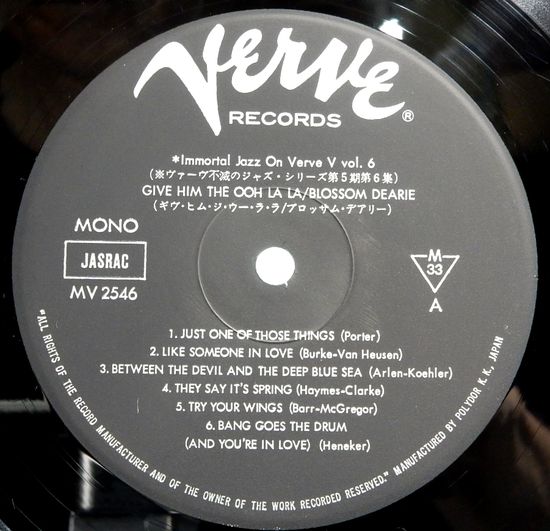 Verve
RECORDS ®
*Immortal Jazz On Verve V vol. 6
(※ヴァーヴ不滅のジャズ・シリーズ第5期第6集)
GIVE HIM THE OOH LA LA/BLOSSOM DEARIE
(ギヴ・ヒム・ジ・ウー・ラ・ラ/ブロッサム・デアリー)
MONO
JASRAC
MV 2546
M
33
A
1. JUST ONE OF THOSE THINGS (Porter)
2. LIKE SOMEONE IN LOVE (Burke-Van Heusen)
3. BETWEEN THE DEVIL AND THE DEEP BLUE SEA (Arlen-Koehler)
4. THEY SAY IT'S SPRING (Haymes-Clarke)
5. TRY YOUR WINGS (Barr-McGregor)
6. BANG GOES THE DRUM
(AND YOU'RE IN LOVE) (Heneker)
"ALL RIGHTS OF THE RECORD MANUFACTURER AND OF THE OWNER OF THE WORK RECORDED RESERVED." MANUFACTURED BY POLYDOR K. K., JAPAN